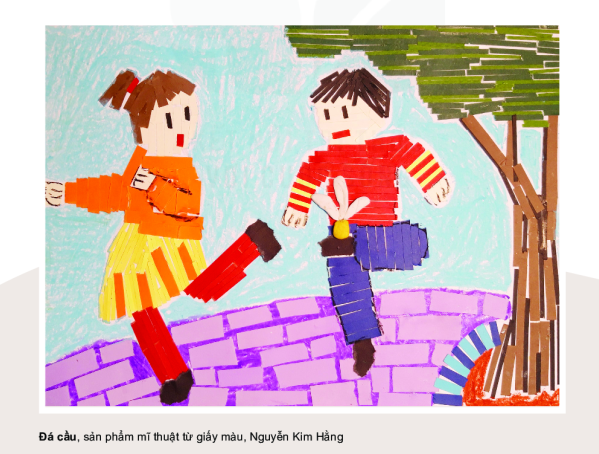 Đá cầu, sản phẩm mĩ thuật từ giấy màu, Nguyễn Kim Hằng